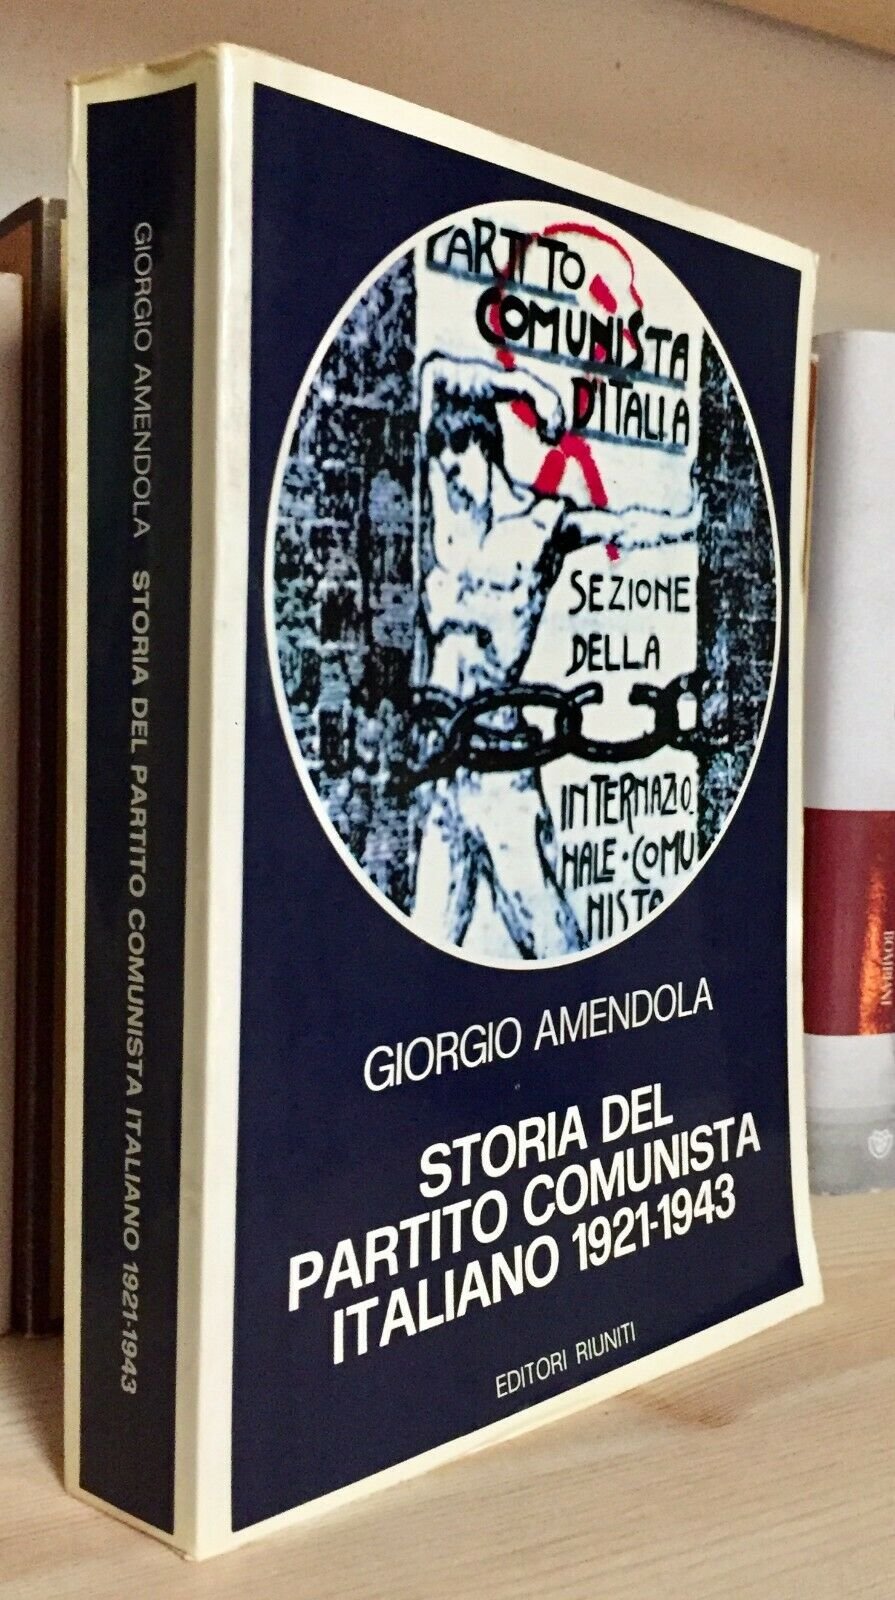 GIORGIO AMENDOLA STORIA DEL PARTITO COMUNISTA ITALIANO 1921-1943
PARTITO
COMUNISTA
D'ITALIA
SEZIONE
DELLA
INTERNAZIO
NALE·COMU
NISTA
GIORGIO AMENDOLA
STORIA DEL
PARTITO COMUNISTA
ITALIANO 1921-1943
EDITORI RIUNITI
BOMPIANI